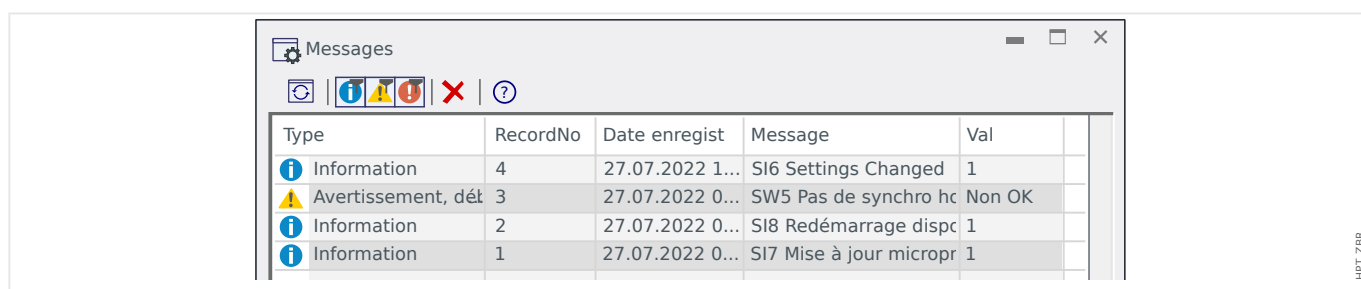 Messages
Type RecordNo Date enregist Message Val
Information 4 27.07.2022 1... SI6 Settings Changed 1
Avertissement, dét 3 27.07.2022 0... SW5 Pas de synchro ho Non OK
Information 2 27.07.2022 0... SI8 Redémarrage dispo 1
Information 1 27.07.2022 0... SI7 Mise à jour micropr 1